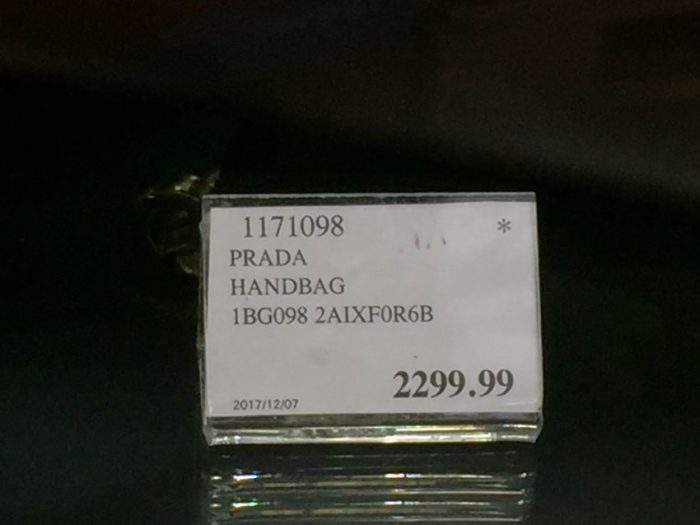 1171098 *
PRADA
HANDBAG
1BG098 2AIXF0R6B
2299.99
2017/12/07